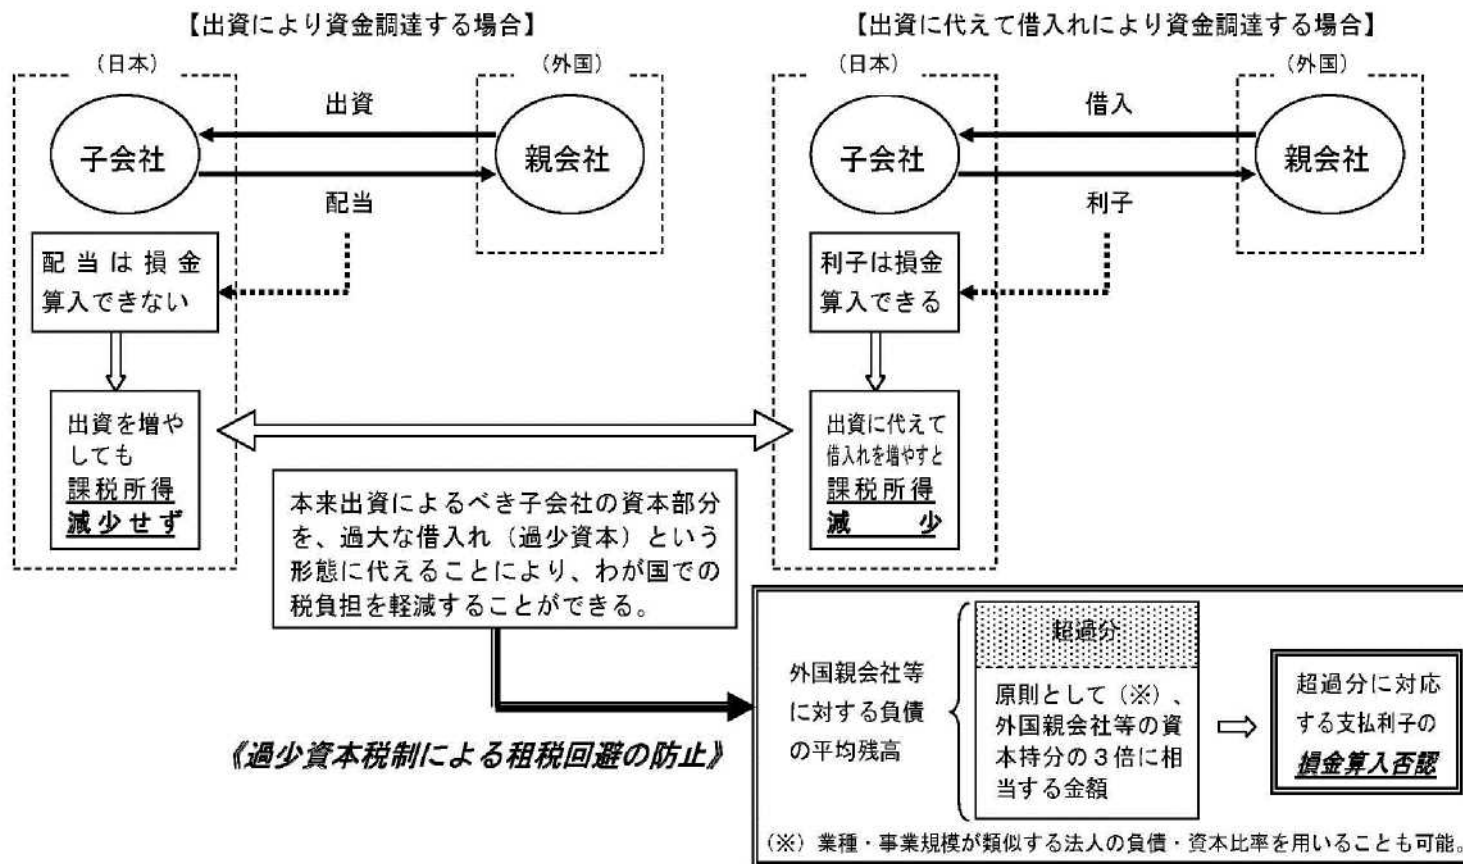 【出資により資金調達する場合】
(日本)
(外国)
子会社
出資
親会社
配当
配当は損金
算入できない
出資を増や
しても
課税所得
減少せず
【出資に代えて借入れにより資金調達する場合】
(日本)
(外国)
子会社
借入
親会社
利子
利子は損金
算入できる
出資に代えて
借入れを増やすと
課税所得
減　　少
本来出資によるべき子会社の資本部分
を、過大な借入れ（過少資本）という
形態に代えることにより、わが国での
税負担を軽減することができる。
《過少資本税制による租税回避の防止》
外国親会社等
に対する負債
の平均残高
超過分
原則として（※）、
外国親会社等の資
本持分の３倍に相
当する金額
超過分に対応
する支払利子の
損金算入否認
（※）業種・事業規模が類似する法人の負債・資本比率を用いることも可能。